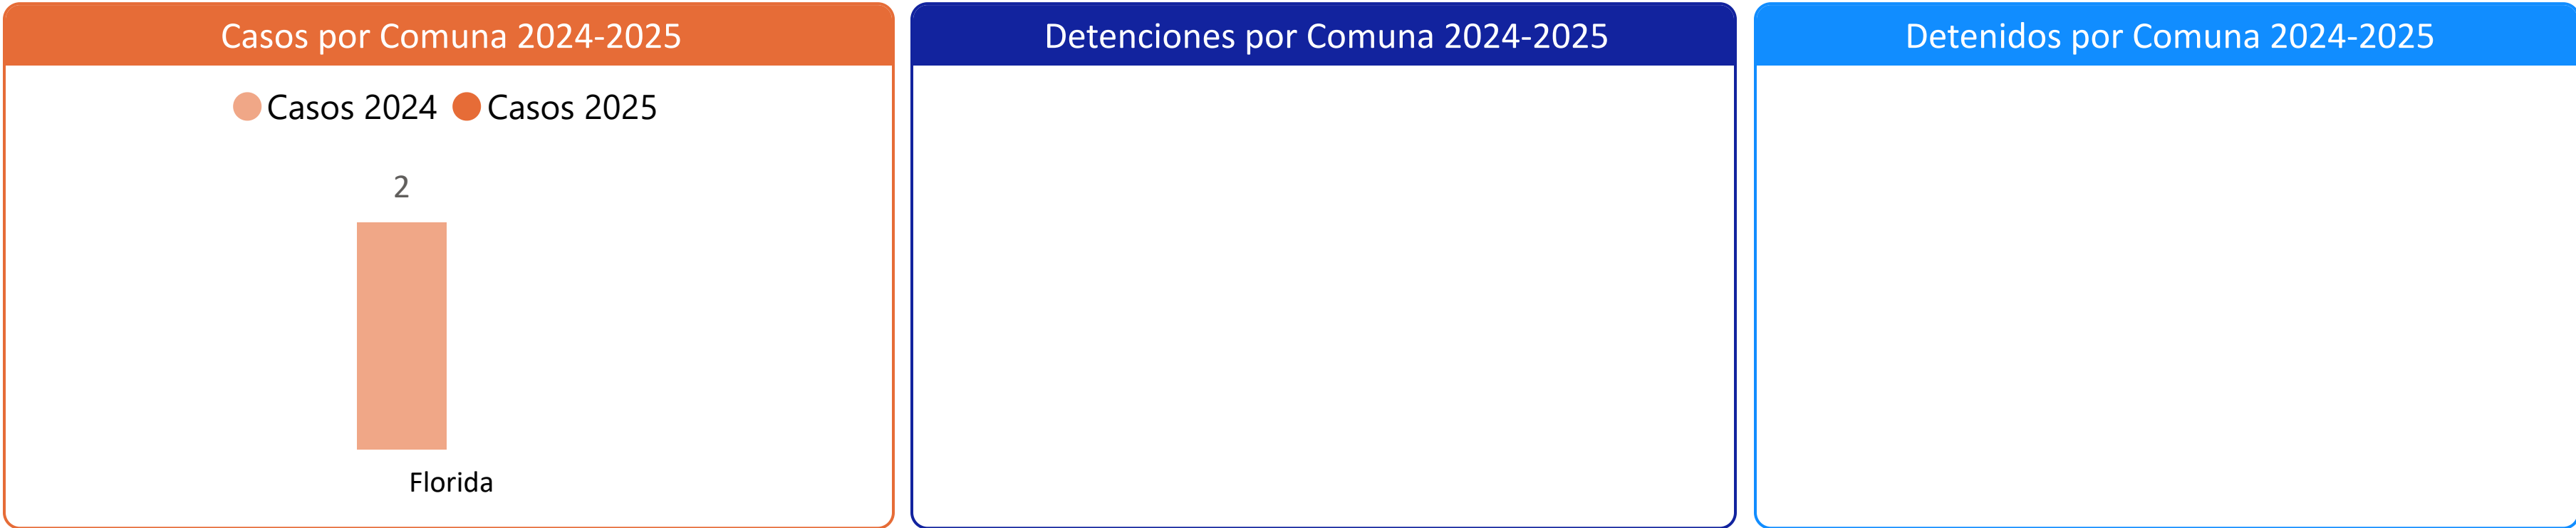 Casos por Comuna 2024-2025
Casos 2024 Casos 2025
2
Florida
Detenciones por Comuna 2024-2025
Detenidos por Comuna 2024-2025